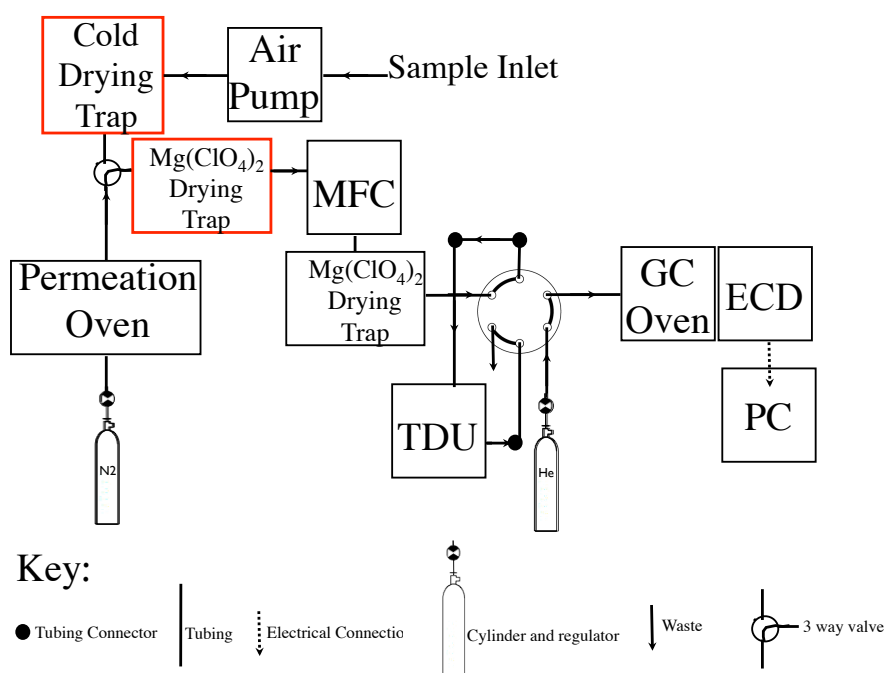 Cold
Drying
Trap
Air
Pump
Sample Inlet
Mg(ClO4)2
Drying
Trap
MFC
Permeation
Oven
Mg(ClO4)2
Drying
Trap
GC
Oven
ECD
TDU
PC
N2
He
Key:
Tubing Connector
Tubing
Electrical Connectio
Cylinder and regulator
Waste
3 way valve